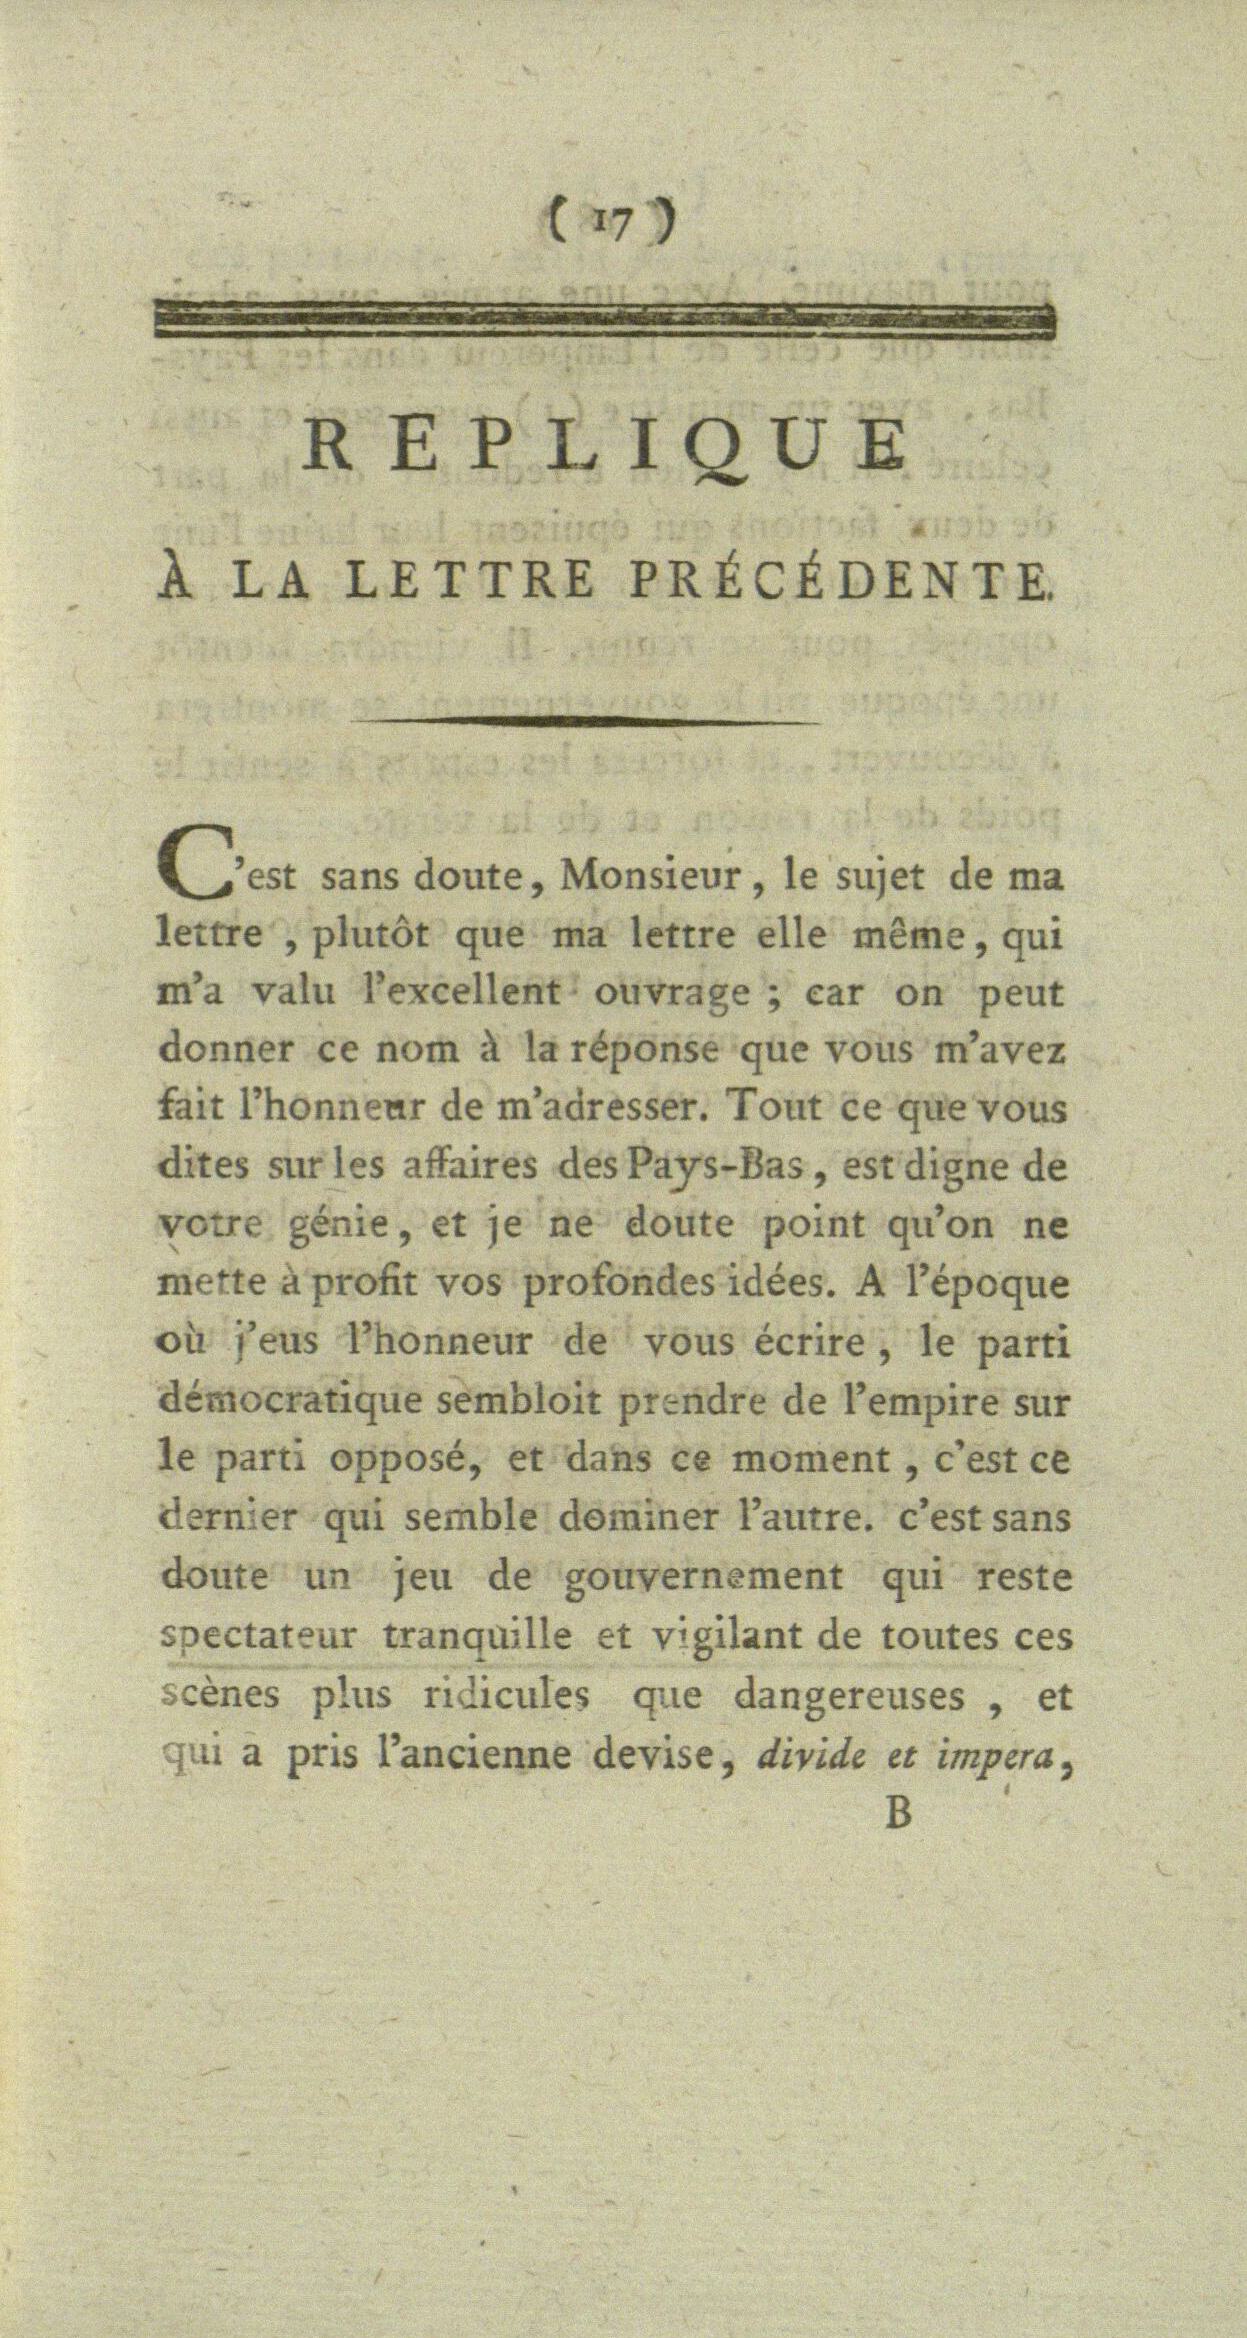 ( 17 )
REPLIQUE
À LA LETTRE PRÉCÉDENTE.
C'est sans doute, Monsieur, le sujet de ma
lettre , plutôt que ma lettre elle même, qui
m'a valu l'excellent ouvrage ; car on peut
donner ce nom à la réponse que vous m'avez
fait l'honneur de m'adresser. Tout ce que vous
dites sur les affaires des Pays-Bas, est digne de
votre génie, et je ne doute point qu'on ne
mette à profit vos profondes idées. A l'époque
où j'eus l'honneur de vous écrire, le parti
démocratique sembloit prendre de l'empire sur
le parti opposé, et dans ce moment, c'est ce
dernier qui semble dominer l'autre. c'est sans
doute un jeu de gouvernement qui reste
spectateur tranquille et vigilant de toutes ces
scènes plus ridicules que dangereuses , et
qui a pris l'ancienne devise, divide et impera,
B